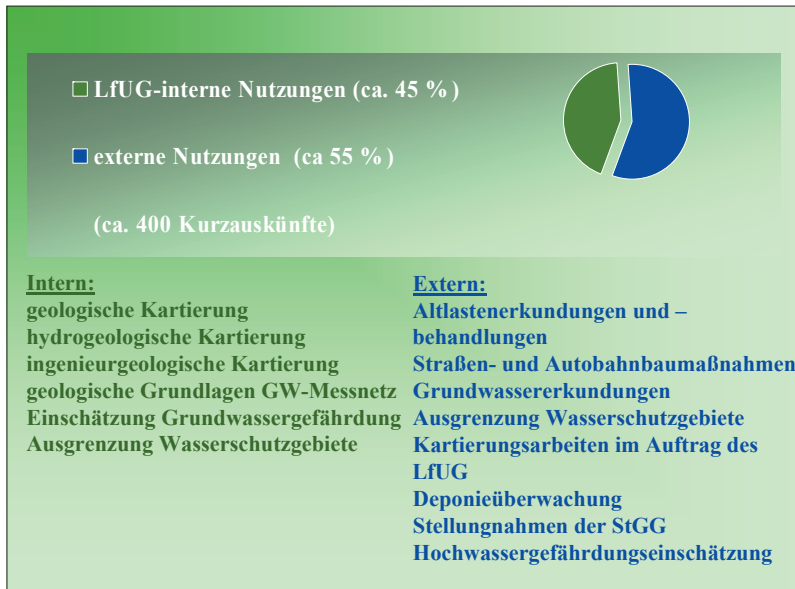 LfUG-interne Nutzungen (ca. 45 %)
externe Nutzungen (ca 55 %)
(ca. 400 Kurzauskünfte)
Intern:
geologische Kartierung
hydrogeologische Kartierung
ingenieurgeologische Kartierung
geologische Grundlagen GW-Messnetz
Einschätzung Grundwassergefährdung
Ausgrenzung Wasserschutzgebiete
Extern:
Altlastenerkundungen und –
behandlungen
Straßen- und Autobahnbaumaßnahmen
Grundwassererkundungen
Ausgrenzung Wasserschutzgebiete
Kartierungsarbeiten im Auftrag des
LfUG
Deponieüberwachung
Stellungnahmen der StGG
Hochwassergefährdungseinschätzung